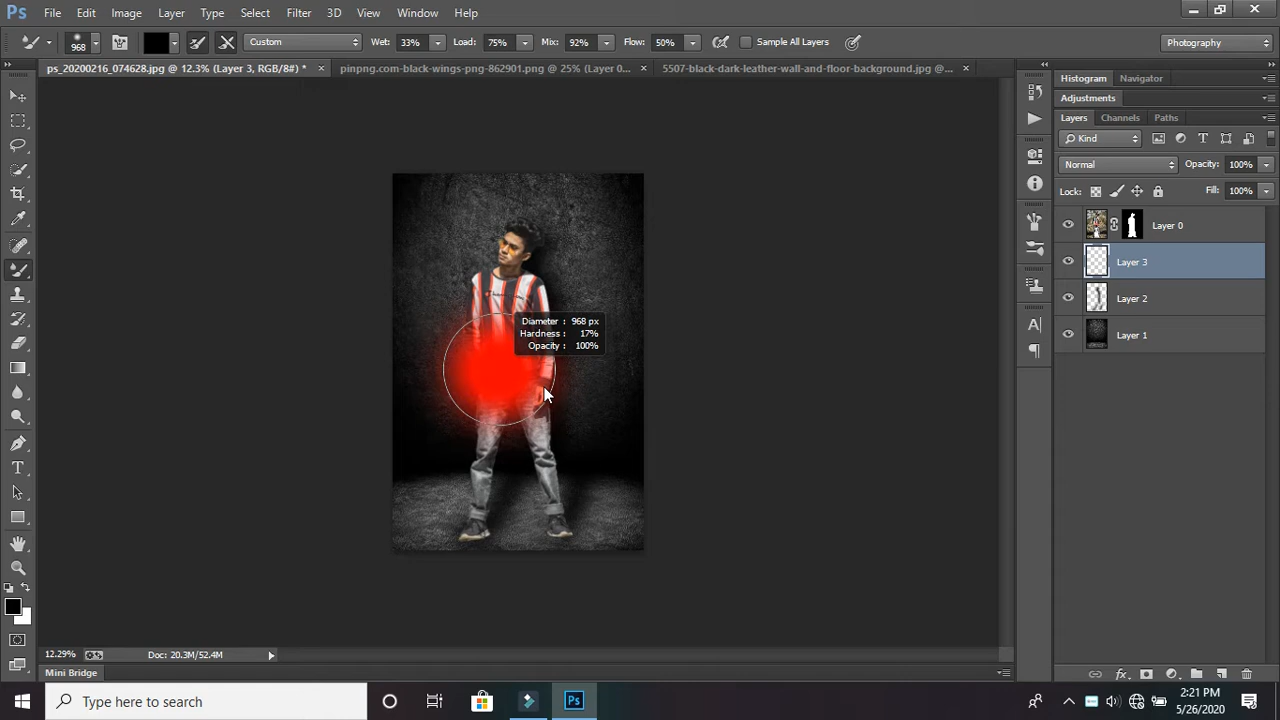 Ps File Edit Image Layer Type Select Filter 3D View Window Help
968 Custom Wet: 33% Load: 75% Mix: 92% Flow: 50% Sample All Layers Photography
ps_20200216_074628.jpg @ 12.3% (Layer 3, RGB/8#) * × pinpng.com-black-wings-png-862901.png @ 25% (Layer 0... × 5507-black-dark-leather-wall-and-floor-background.jpg @... ×
Histogram Navigator
Adjustments
Layers Channels Paths
Kind
Normal Opacity: 100%
Lock: Fill: 100%
Layer 0
Layer 3
Layer 2
Layer 1
Diameter : 968 px
Hardness : 17%
Opacity : 100%
12.29% Doc: 20.3M/52.4M
Mini Bridge
Type here to search
Ps
2:21 PM
5/26/2020